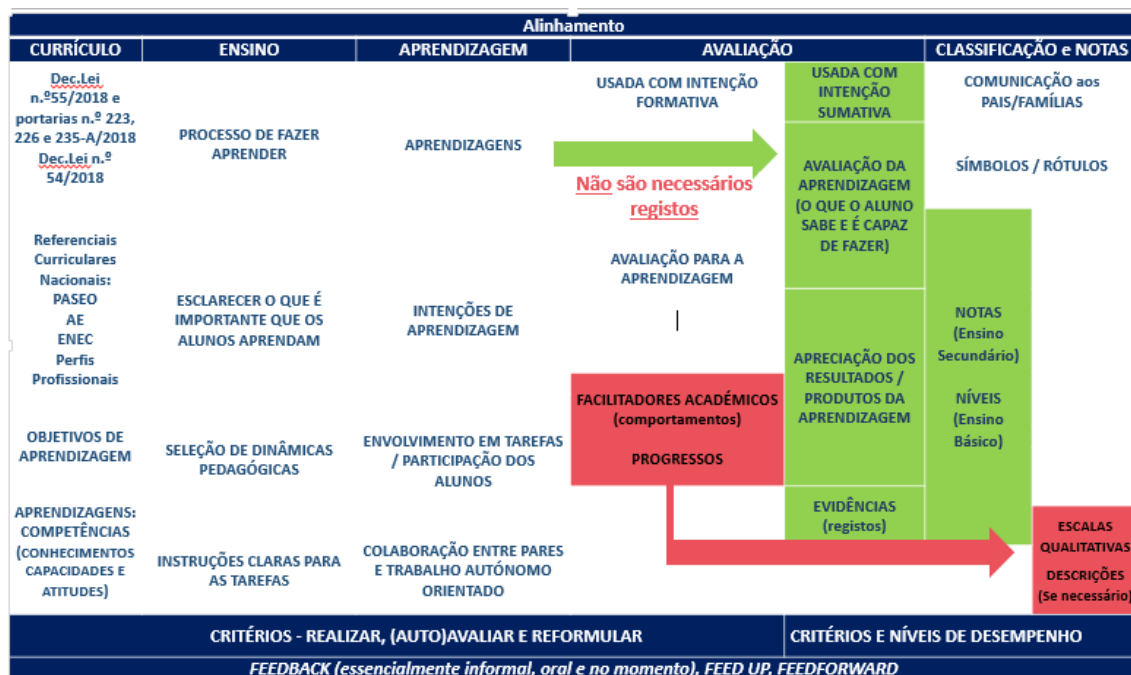 Alinhamento
CURRÍCULO
ENSINO
APRENDIZAGEM
AVALIAÇÃO
CLASSIFICAÇÃO e NOTAS
Dec.Lei
n.º55/2018 e
portarias n.º 223,
226 e 235-A/2018
Dec.Lei n.º
54/2018
Referenciais
Curriculares
Nacionais:
PASEO
AE
ENEC
Perfis
Profissionais
OBJETIVOS DE
APRENDIZAGEM
APRENDIZAGENS:
COMPETÊNCIAS
(CONHECIMENTOS
CAPACIDADES E
ATITUDES)
PROCESSO DE FAZER
APRENDER
ESCLARECER O QUE É
IMPORTANTE QUE OS
ALUNOS APRENDAM
SELEÇÃO DE DINÂMICAS
PEDAGÓGICAS
INSTRUÇÕES CLARAS PARA
AS TAREFAS
APRENDIZAGENS
INTENÇÕES DE
APRENDIZAGEM
ENVOLVIMENTO EM TAREFAS
/ PARTICIPAÇÃO DOS
ALUNOS
COLABORAÇÃO ENTRE PARES
E TRABALHO AUTÓNOMO
ORIENTADO
USADA COM INTENÇÃO
FORMATIVA
Não são necessários
registos
AVALIAÇÃO PARA A
APRENDIZAGEM
FACILITADORES ACADÉMICOS
(comportamentos)
PROGRESSOS
USADA COM
INTENÇÃO
SUMATIVA
AVALIAÇÃO DA
APRENDIZAGEM
(O QUE O ALUNO
SABE E É CAPAZ
DE FAZER)
APRECIAÇÃO DOS
RESULTADOS /
PRODUTOS DA
APRENDIZAGEM
EVIDÊNCIAS
(registos)
COMUNICAÇÃO aos
PAIS/FAMÍLIAS
SÍMBOLOS / RÓTULOS
NOTAS
(Ensino
Secundário)
NÍVEIS
(Ensino
Básico)
ESCALAS
QUALITATIVAS
DESCRIÇÕES
(Se necessário)
CRITÉRIOS - REALIZAR, (AUTO)AVALIAR E REFORMULAR
CRITÉRIOS E NÍVEIS DE DESEMPENHO
FEEDBACK (essencialmente informal, oral e no momento), FEED UP, FEEDFORWARD